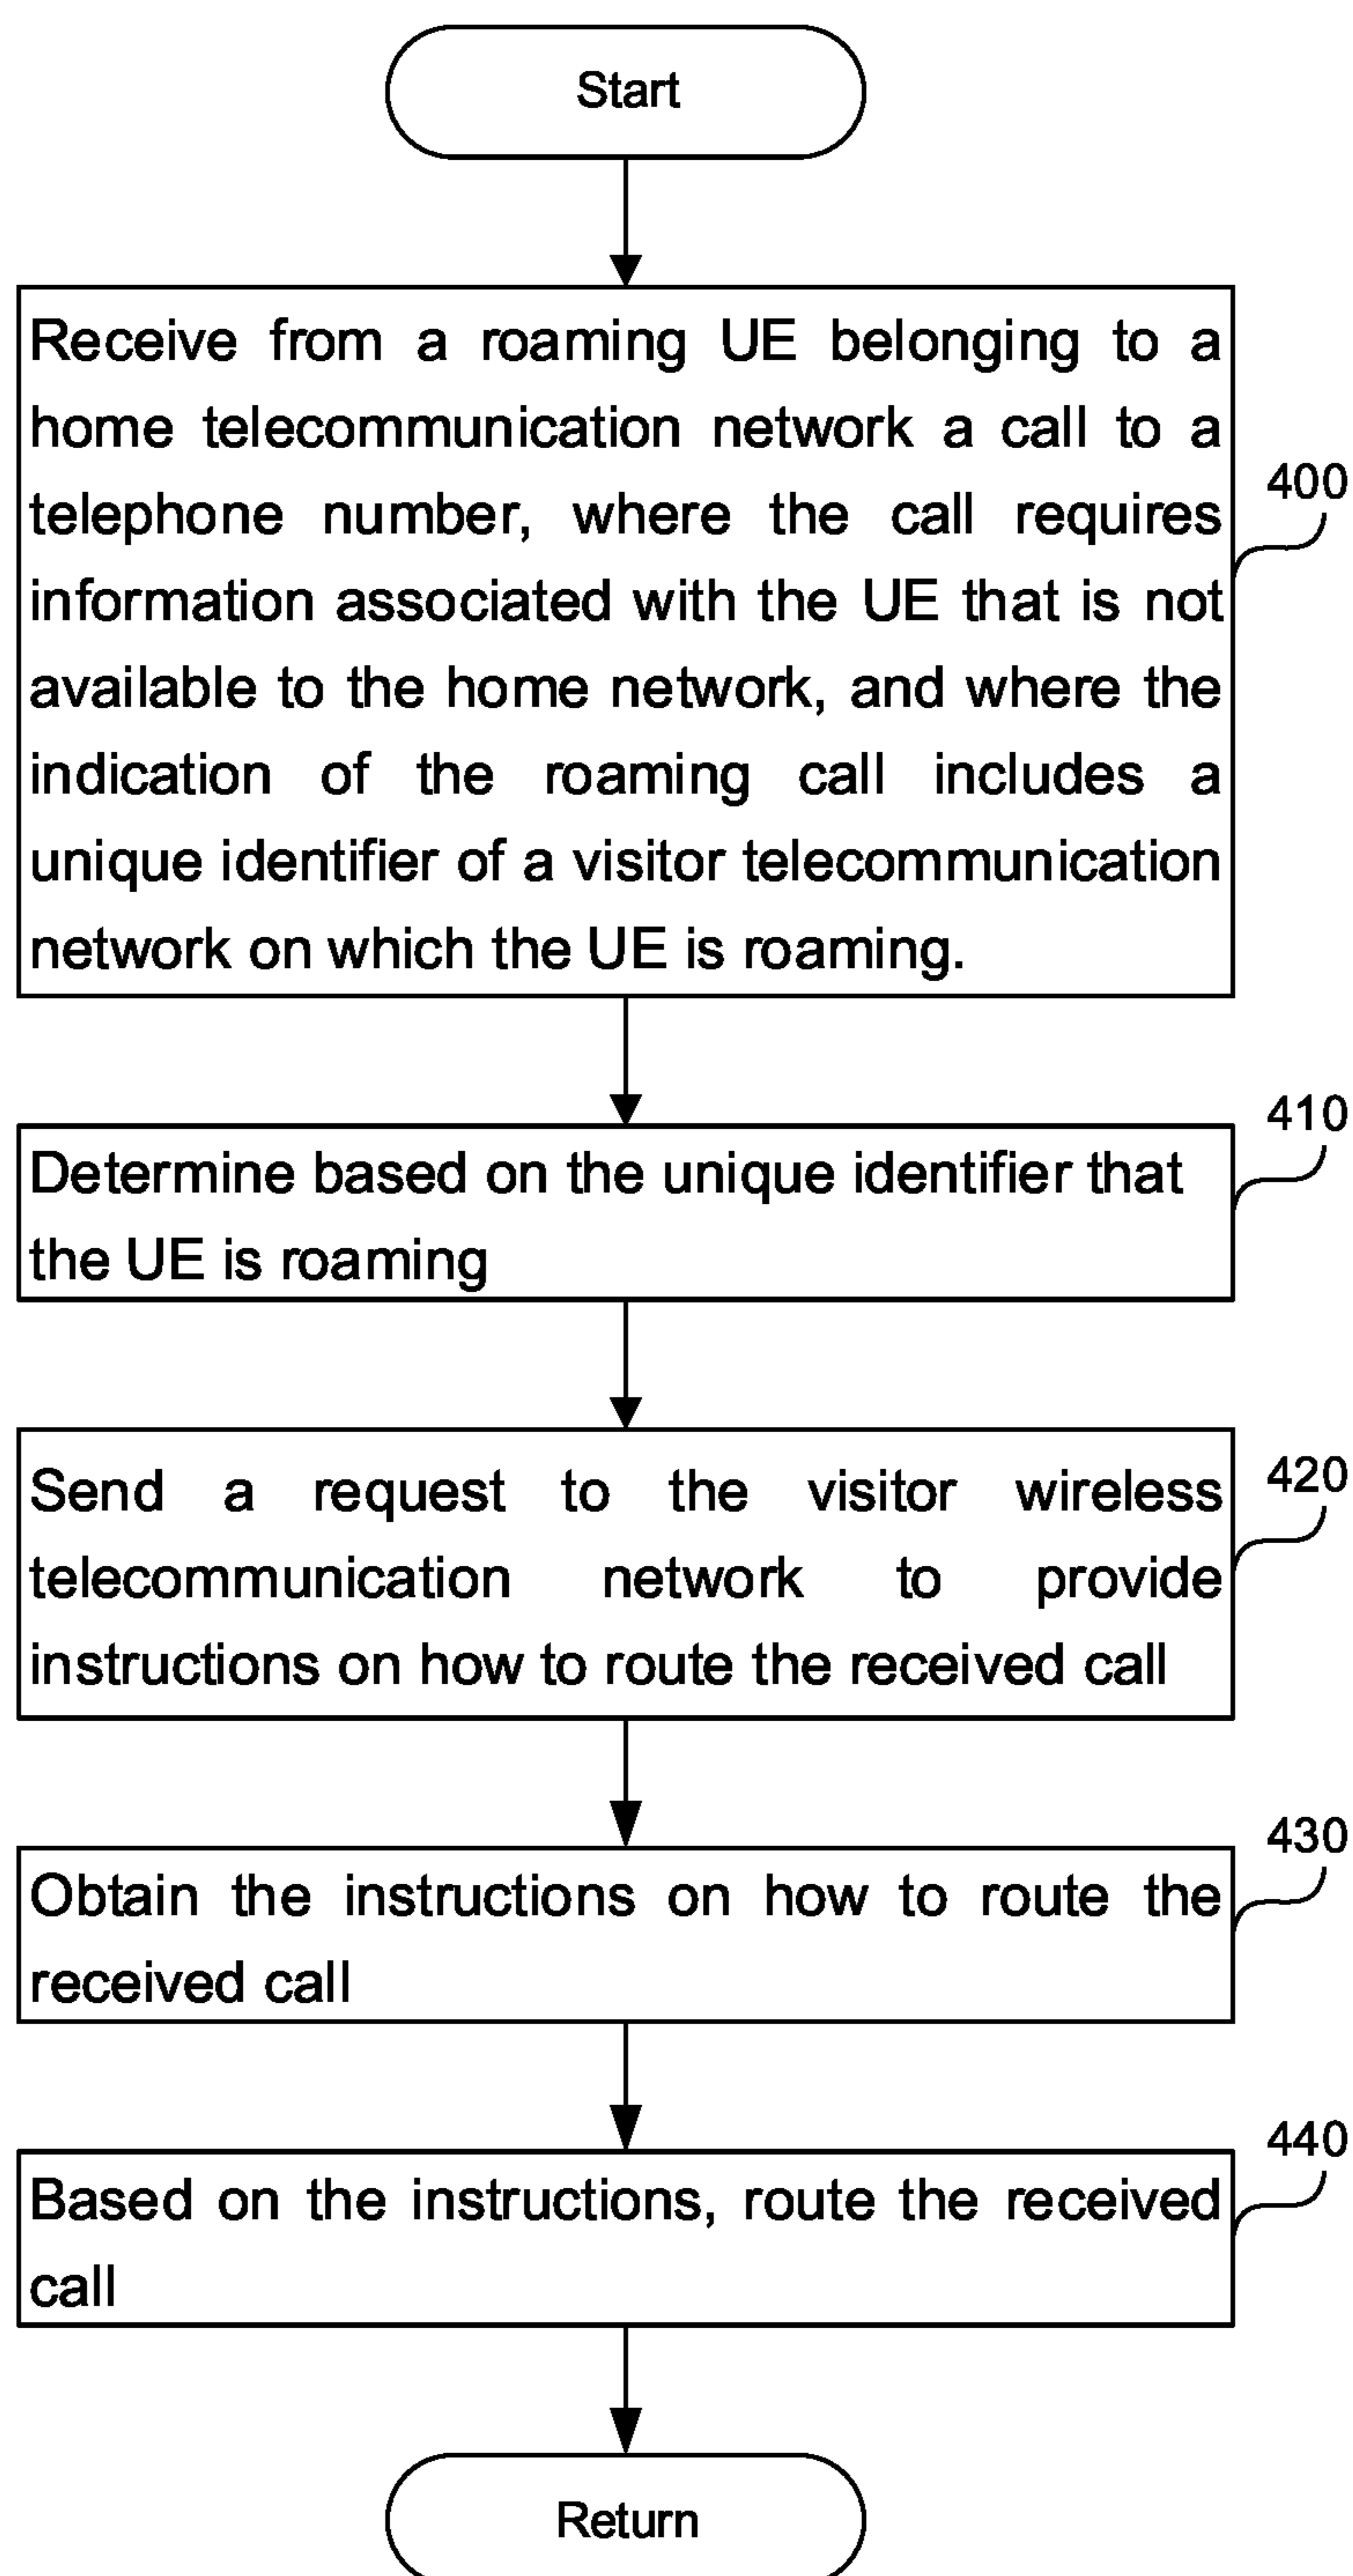 Start
Receive from a roaming UE belonging to a
home telecommunication network a call to a
telephone number, where the call requires
information associated with the UE that is not
available to the home network, and where the
indication of the roaming call includes a
unique identifier of a visitor telecommunication
network on which the UE is roaming.
400
Determine based on the unique identifier that
the UE is roaming
410
Send a request to the visitor wireless
telecommunication network to provide
instructions on how to route the received call
420
Obtain the instructions on how to route the
received call
430
Based on the instructions, route the received
call
440
Return